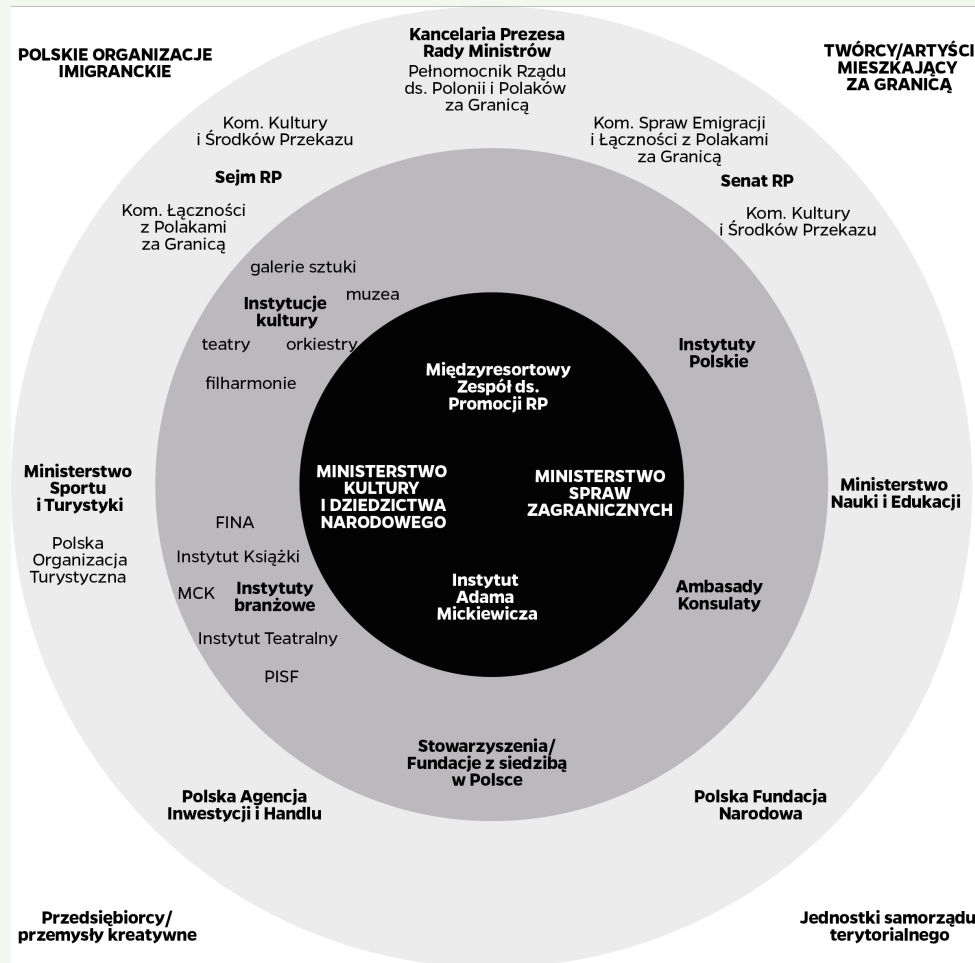 Kancelaria Prezesa
Rady Ministrów
Pełnomocnik Rządu
ds. Polonii i Polaków
za Granicą
POLSKIE ORGANIZACJE
IMIGRANCKIE
TWÓRCY/ARTYŚCI
MIESZKAJĄCY
ZA GRANICĄ
Kom. Kultury
i Środków Przekazu
Sejm RP
Kom. Łączności
z Polakami
za Granicą
Kom. Spraw Emigracji
i Łączności z Polakami
za Granicą
Senat RP
Kom. Kultury
i Środków Przekazu
galerie sztuki
muzea
Instytucje
kultury
teatry
orkiestry
filharmonie
Instytuty
Polskie
Międzyresortowy
Zespół ds.
Promocji RP
MINISTERSTWO
KULTURY
I DZIEDZICTWA
NARODOWEGO
MINISTERSTWO
SPRAW
ZAGRANICZNYCH
Instytut
Adama
Mickiewicza
Ministerstwo
Sportu
i Turystyki
Polska
Organizacja
Turystyczna
Ministerstwo
Nauki i Edukacji
FINA
Instytut Książki
MCK
Instytuty
branżowe
Instytut Teatralny
PISF
Ambasady
Konsulaty
Stowarzyszenia/
Fundacje z siedzibą
w Polsce
Polska Agencja
Inwestycji i Handlu
Polska Fundacja
Narodowa
Przedsiębiorcy/
przemysły kreatywne
Jednostki samorządu
terytorialnego